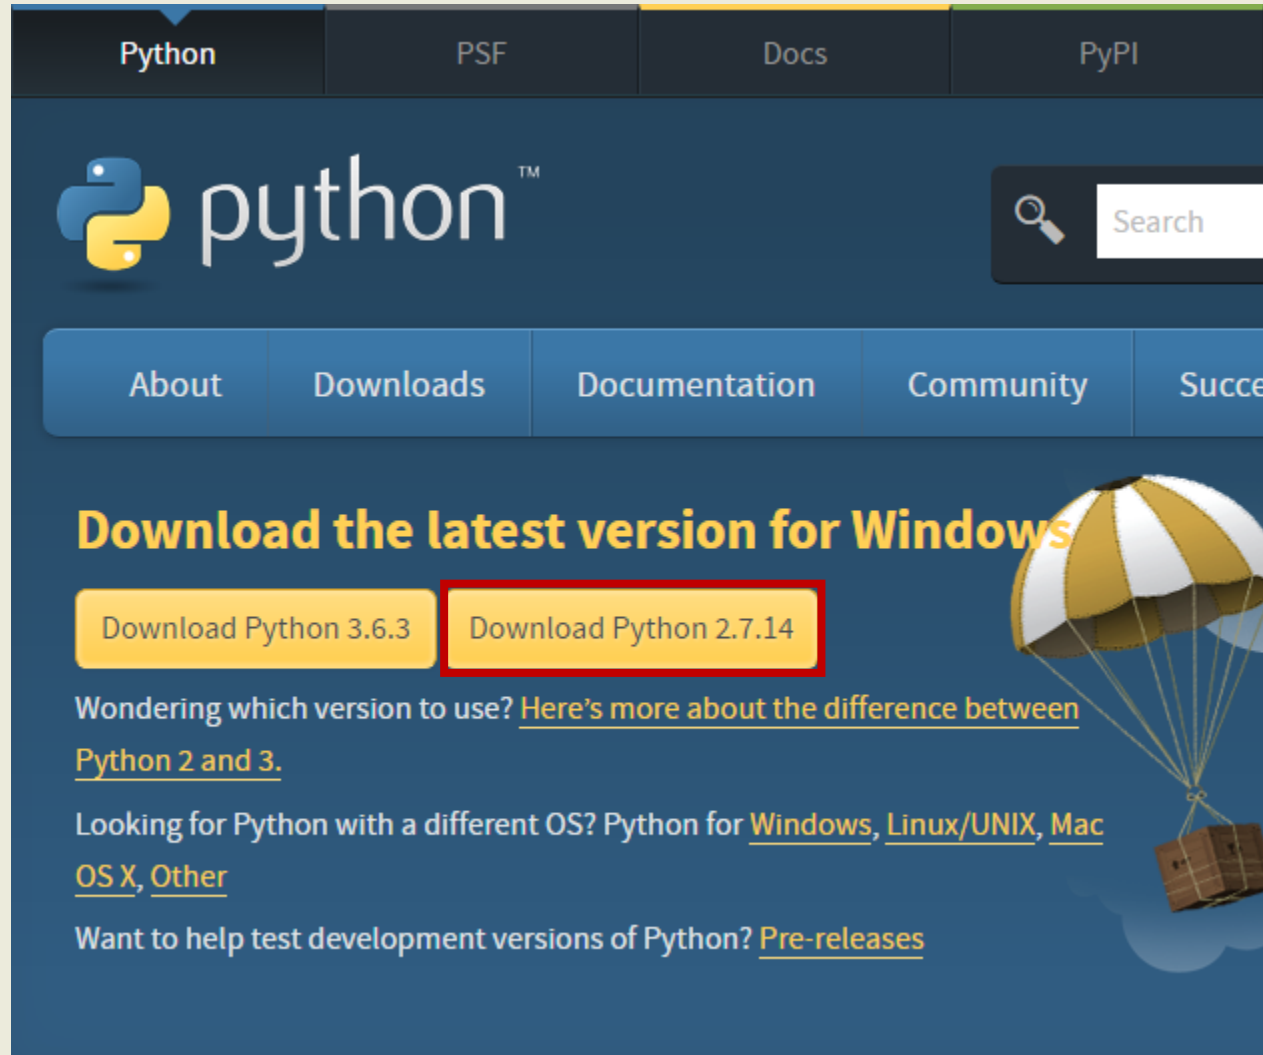 Python PSF Docs PyPI
python™
Search
About Downloads Documentation Community Succe
Download the latest version for Windows
Download Python 3.6.3 Download Python 2.7.14
Wondering which version to use? Here's more about the difference between
Python 2 and 3.
Looking for Python with a different OS? Python for Windows, Linux/UNIX, Mac
OS X, Other
Want to help test development versions of Python? Pre-releases